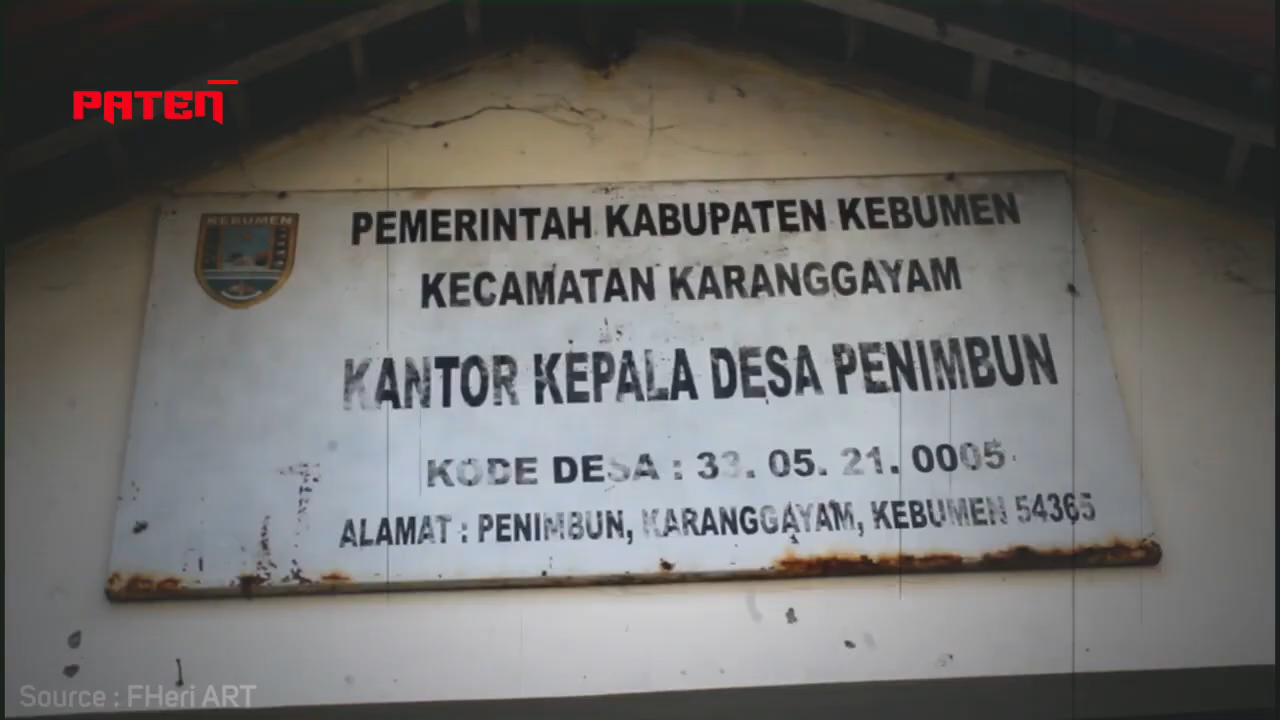 PATEN
KEBUMEN
PEMERINTAH KABUPATEN KEBUMEN
KECAMATAN KARANGGAYAM
KANTOR KEPALA DESA PENIMBUN
KODE DESA : 33. 05. 21. 0005
ALAMAT : PENIMBUN, KARANGGAYAM, KEBUMEN 54365
Source : FHeri ART